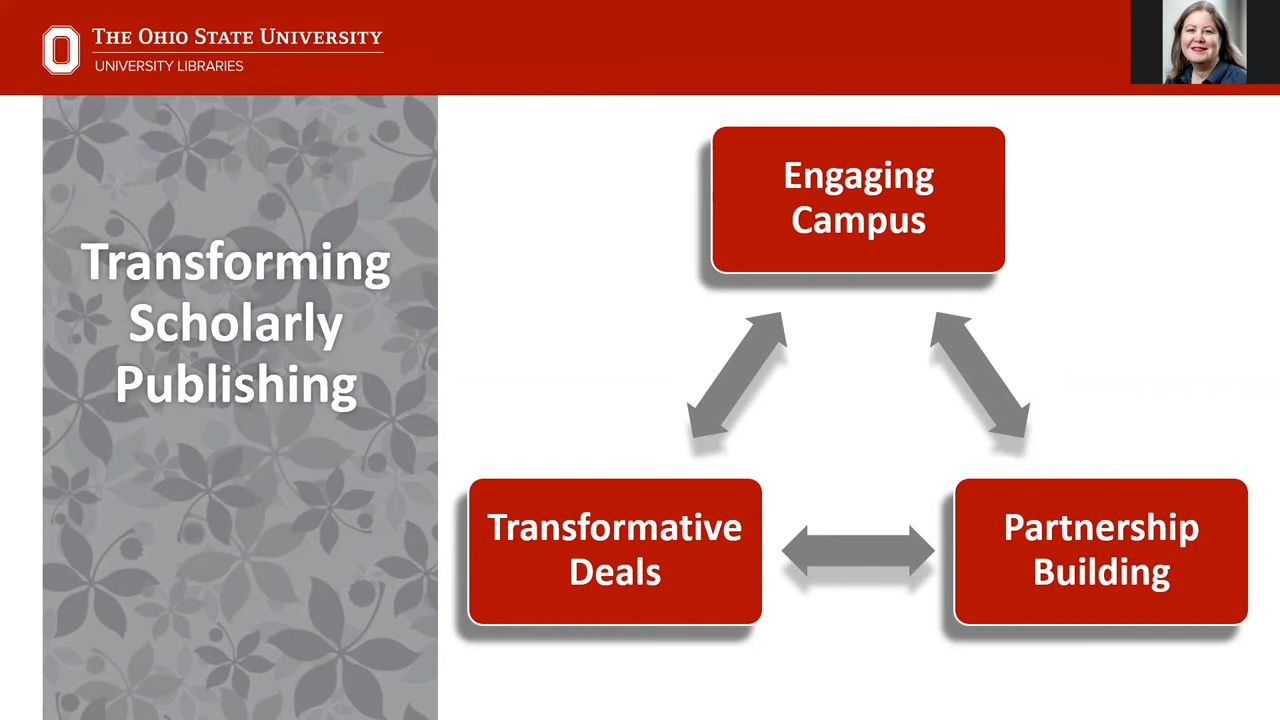 THE OHIO STATE UNIVERSITY
UNIVERSITY LIBRARIES
Transforming
Scholarly
Publishing
Engaging
Campus
Transformative
Deals
Partnership
Building